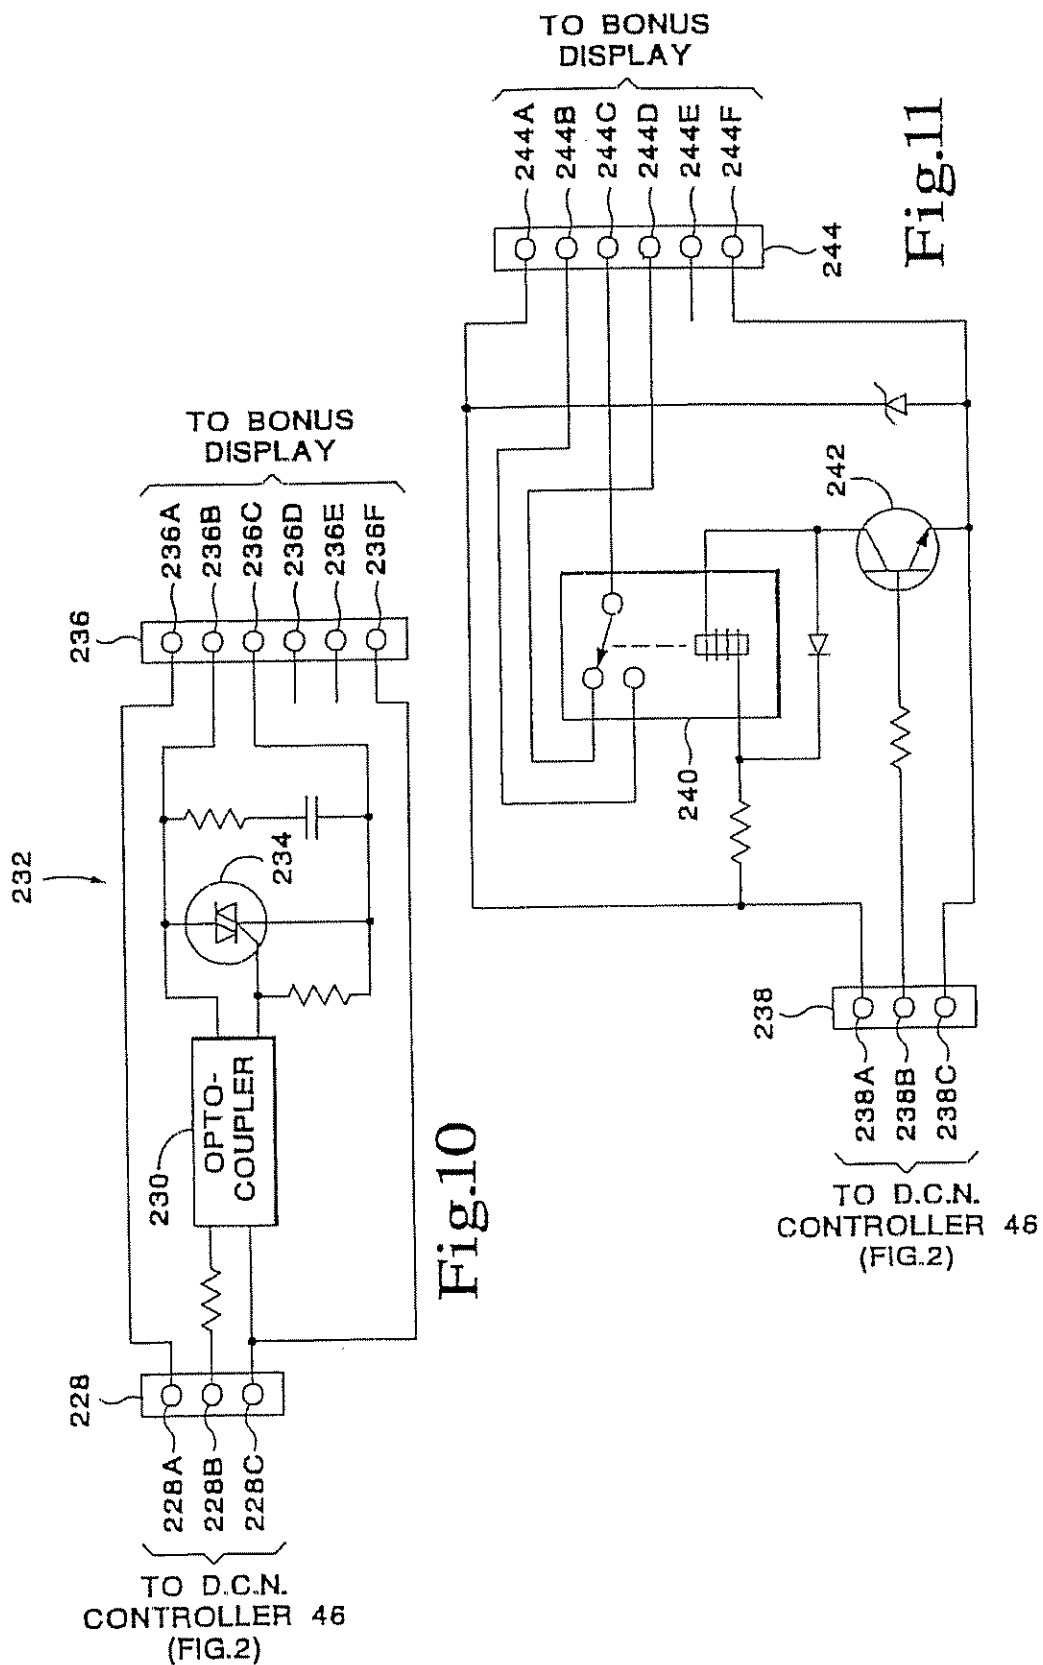 TO BONUS
DISPLAY
244A
244B
244C
244D
244E
244F
244
Fig.11
242
240
238
238A
238B
238C
TO D.C.N.
CONTROLLER 46
(FIG.2)
TO BONUS
DISPLAY
236A
236B
236C
236D
236E
236F
236
232
234
OPTO-
COUPLER
230
Fig.10
228
228A
228B
228C
TO D.C.N.
CONTROLLER 46
(FIG.2)